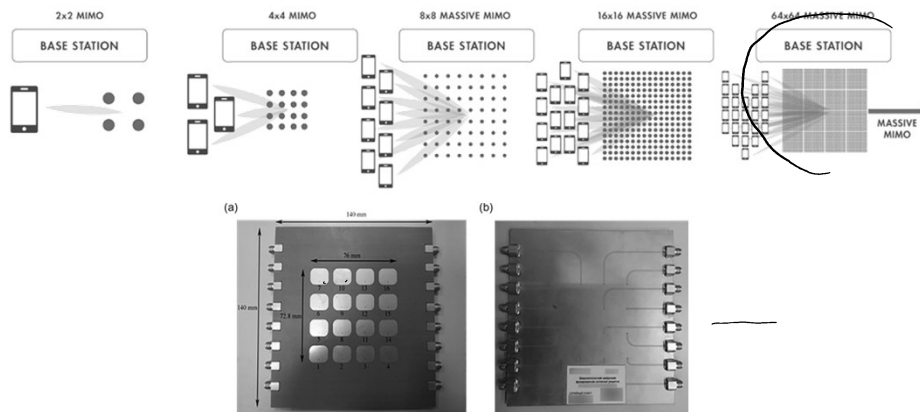 2x2 MIMO
BASE STATION
4x4 MIMO
BASE STATION
8x8 MASSIVE MIMO
BASE STATION
16x16 MASSIVE MIMO
BASE STATION
64x64 MASSIVE MIMO
BASE STATION
MASSIVE
MIMO
(a)
140 mm
76 mm
140 mm
72.8 mm
7 10 13 16
6 9 12 15
5 8 11 14
1 2 3 4
(b)